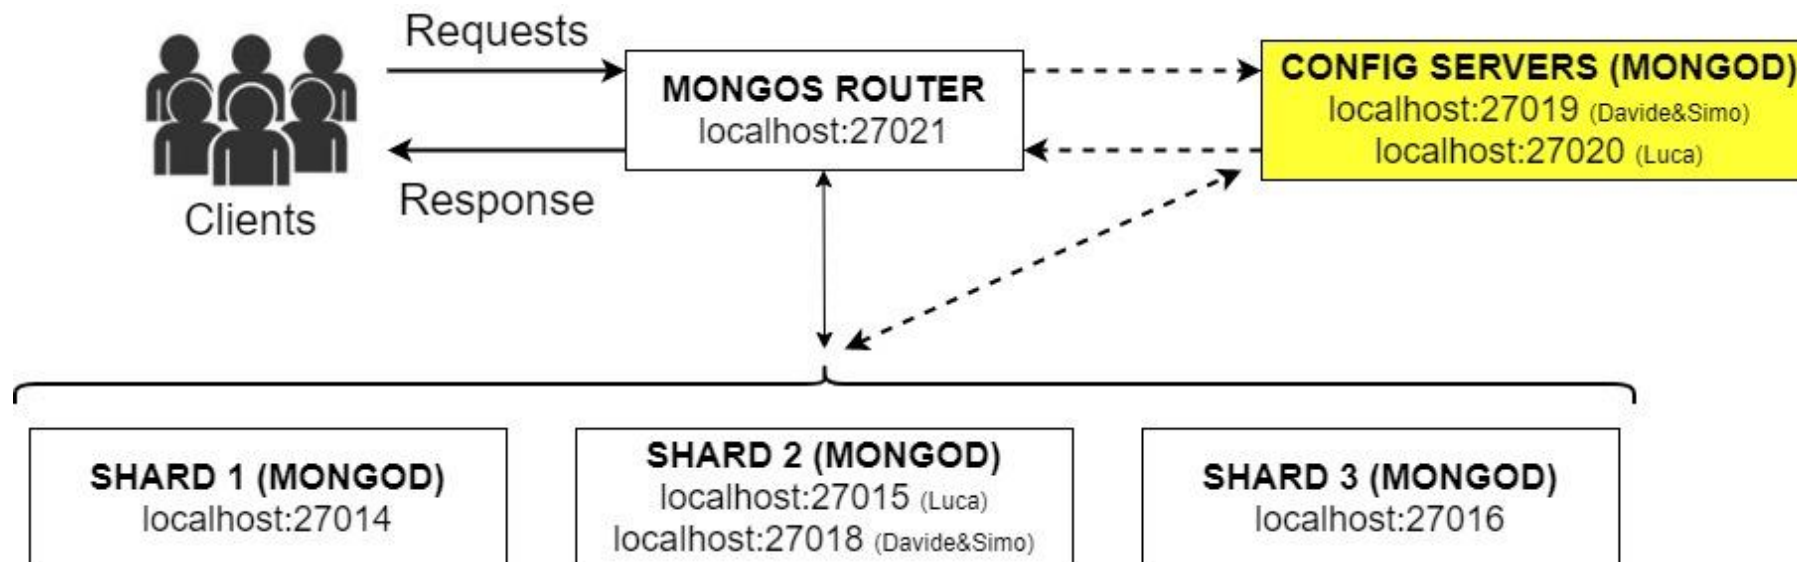 Requests
MONGOS ROUTER
localhost:27021
CONFIG SERVERS (MONGOD)
localhost:27019 (Davide&Simo)
localhost:27020 (Luca)
Response
Clients
SHARD 1 (MONGOD)
localhost:27014
SHARD 2 (MONGOD)
localhost:27015 (Luca)
localhost:27018 (Davide&Simo)
SHARD 3 (MONGOD)
localhost:27016